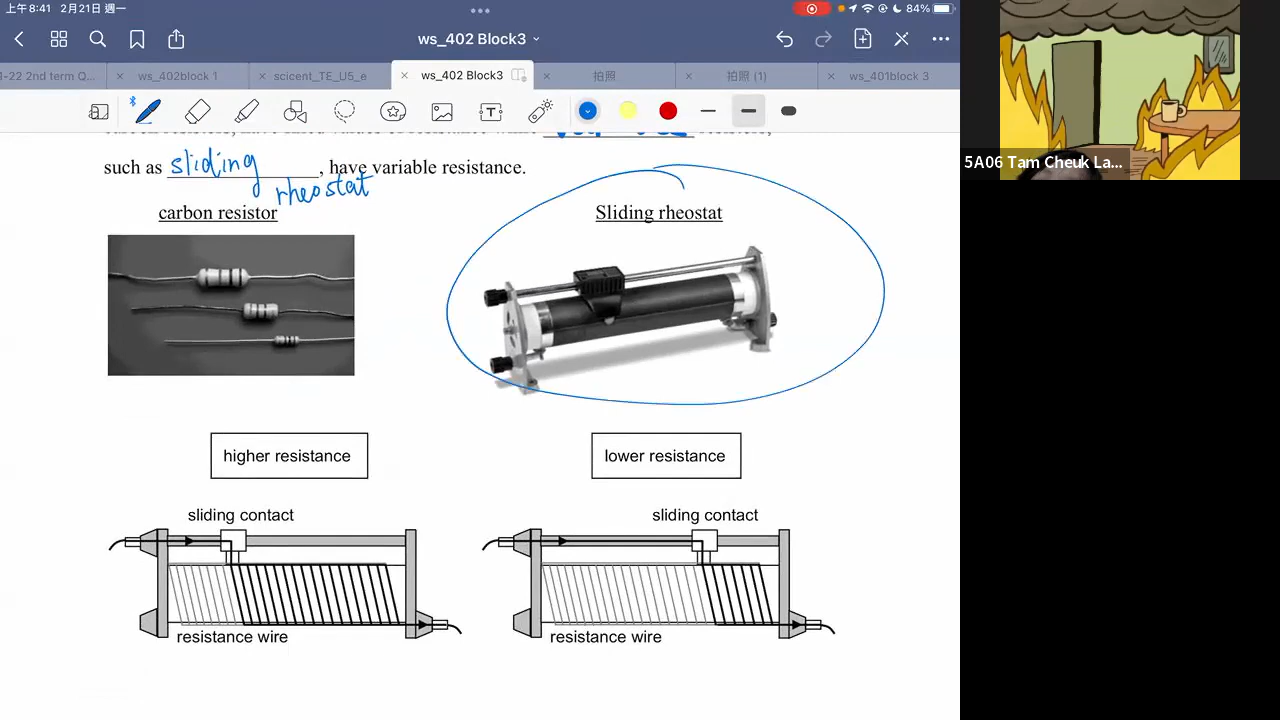 上午8:41 2月21日 週一
84%
ws_402 Block3
1-22 2nd term Q...
ws_402block 1
scicent_TE_U5_e
ws_402 Block3
拍照
拍照 (1)
ws_401block 3
such as sliding rheostat, have variable resistance.
carbon resistor
Sliding rheostat
higher resistance
lower resistance
sliding contact
sliding contact
resistance wire
resistance wire
5A06 Tam Cheuk La...